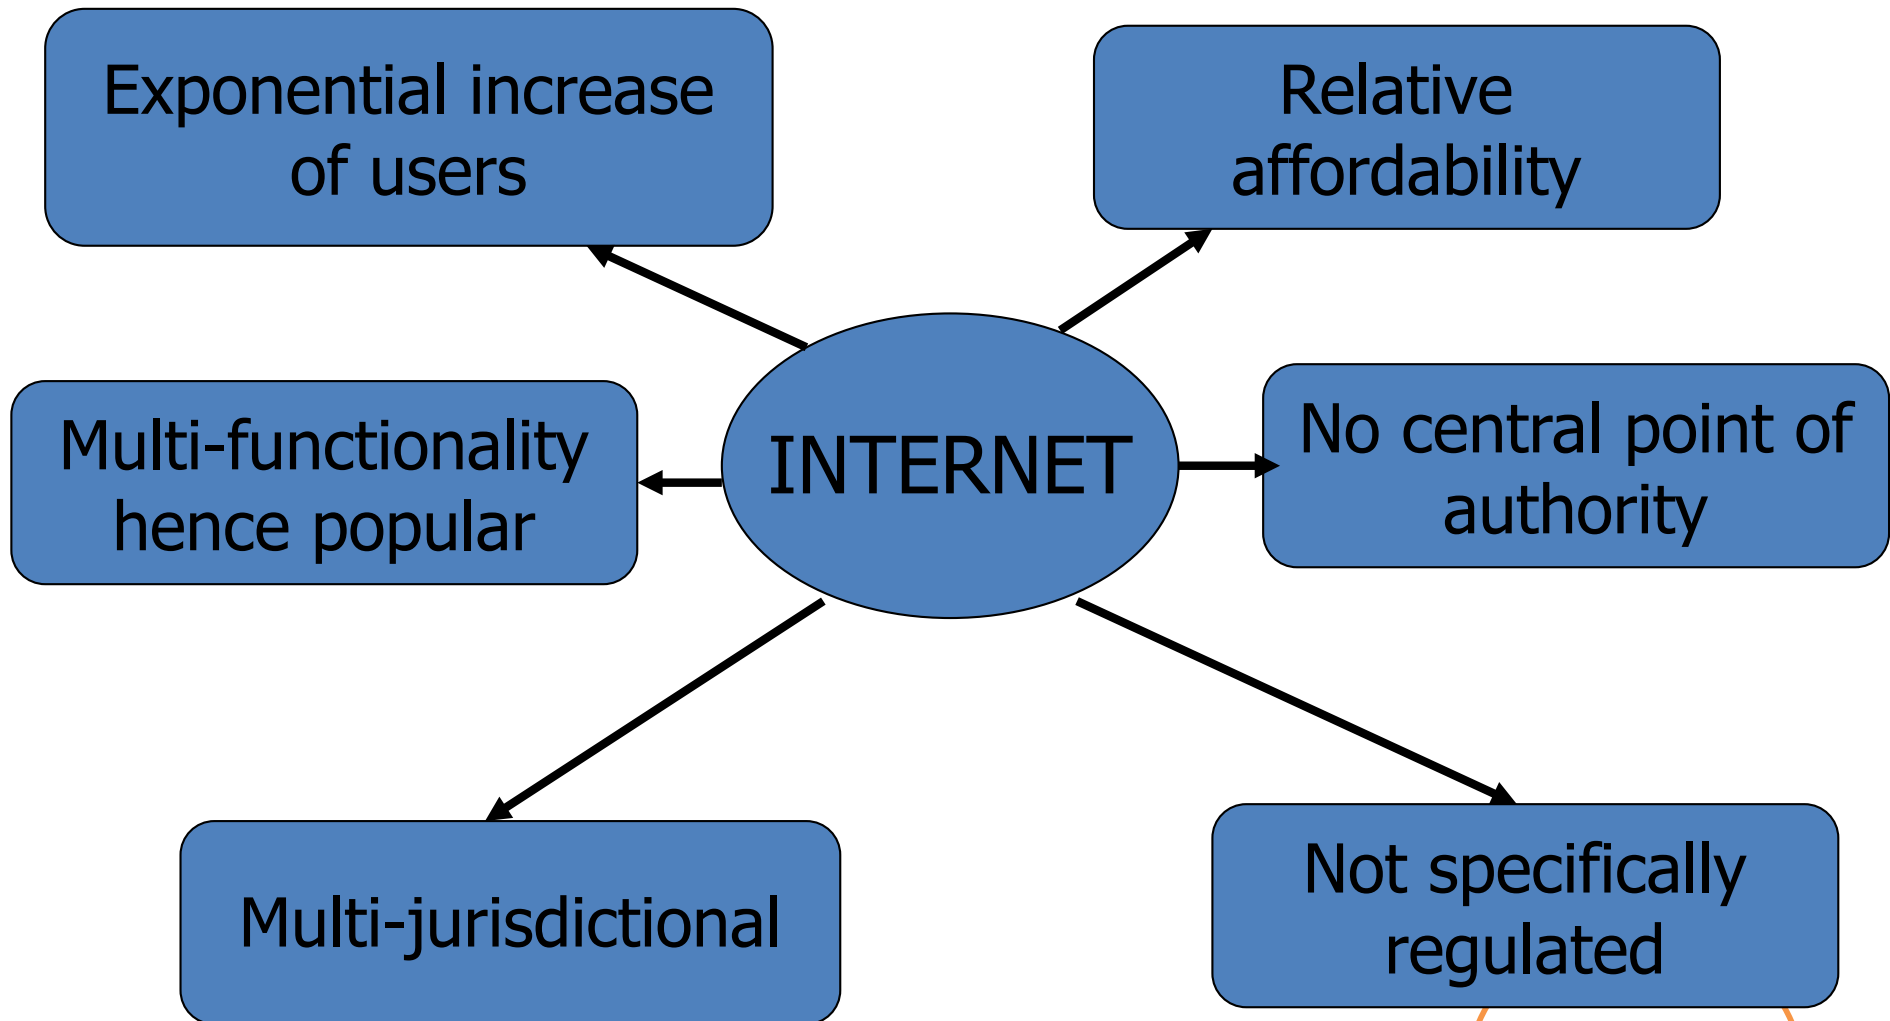 Exponential increase
of users
Relative
affordability
Multi-functionality
hence popular
INTERNET
No central point of
authority
Multi-jurisdictional
Not specifically
regulated